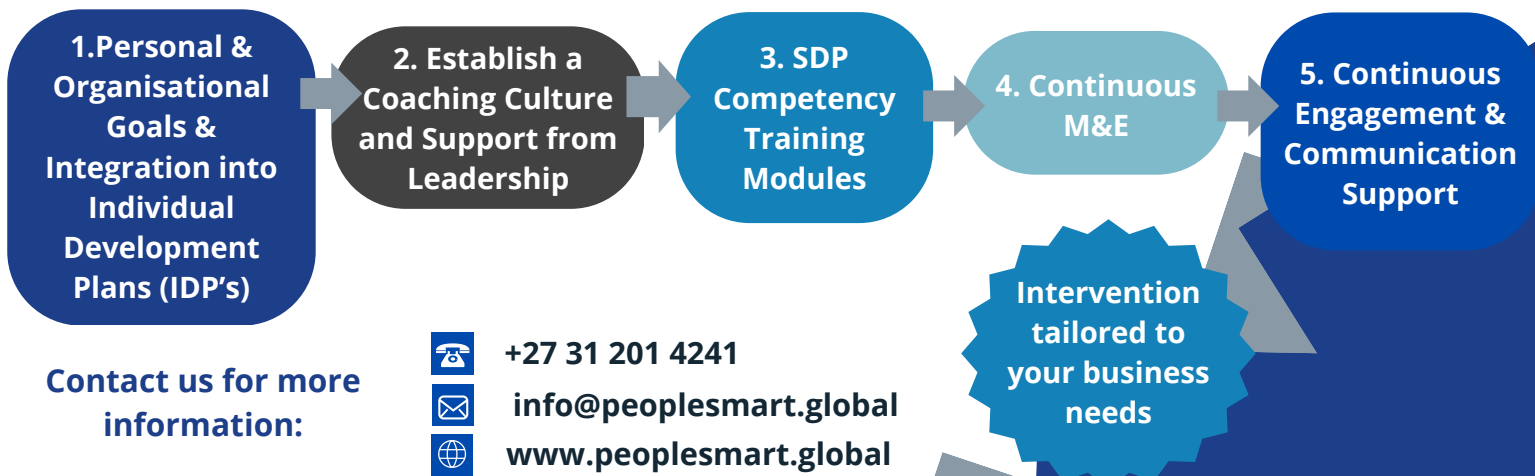 1.Personal &
Organisational
Goals &
Integration into
Individual
Development
Plans (IDP’s)
2. Establish a
Coaching Culture
and Support from
Leadership
3. SDP
Competency
Training
Modules
4. Continuous
M&E
5. Continuous
Engagement &
Communication
Support
Intervention
tailored to
your business
needs
Contact us for more
information:
+27 31 201 4241
info@peoplesmart.global
www.peoplesmart.global